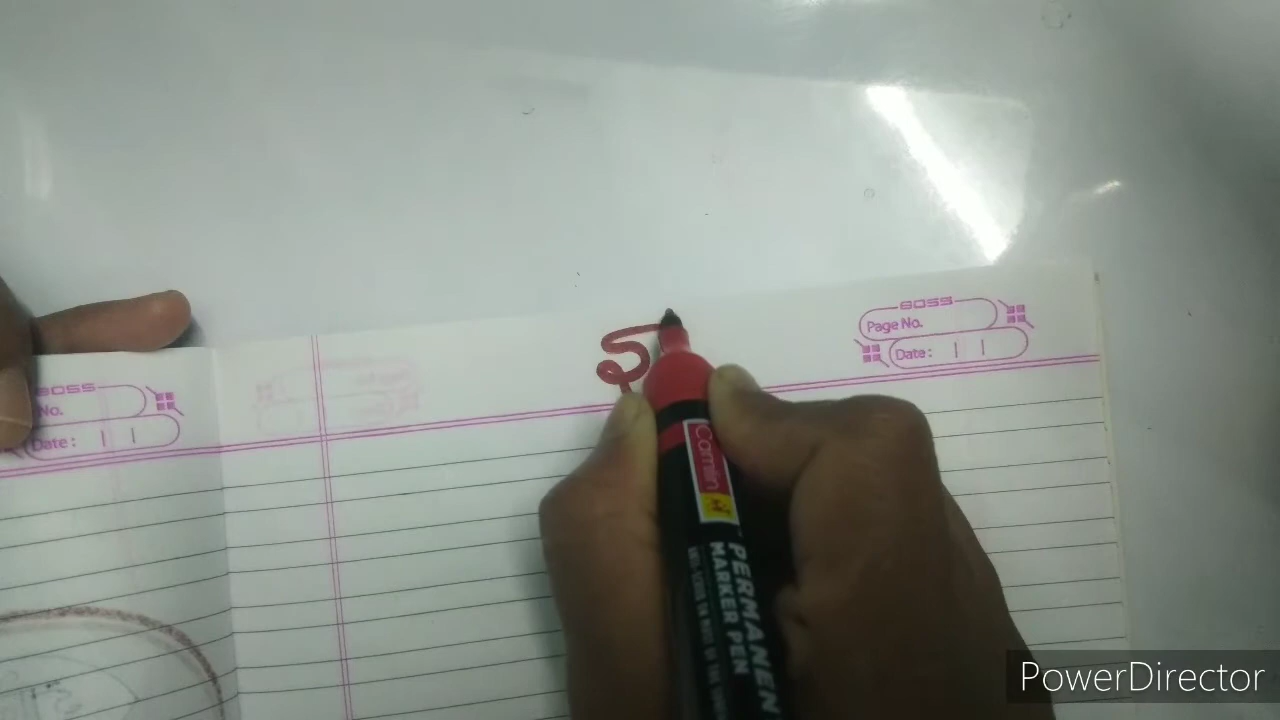 BOSS
Page No.
Date :
BOSS
No.
Date :
Camlin
PERMANEN
MARKER PEN
PowerDirector